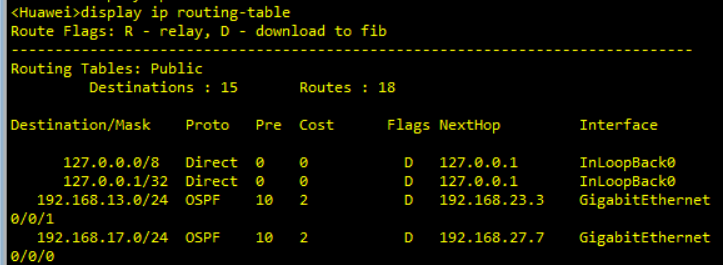 <Huawei>display ip routing-table
Route Flags: R - relay, D - download to fib
------------------------------------------------------------------------------
Routing Tables: Public
Destinations : 15       Routes : 18
Destination/Mask    Proto   Pre  Cost      Flags NextHop         Interface
127.0.0.0/8   Direct  0    0           D   127.0.0.1       InLoopBack0
127.0.0.1/32  Direct  0    0           D   127.0.0.1       InLoopBack0
192.168.13.0/24  OSPF    10   2           D   192.168.23.3    GigabitEthernet
0/0/1
192.168.17.0/24  OSPF    10   2           D   192.168.27.7    GigabitEthernet
0/0/0